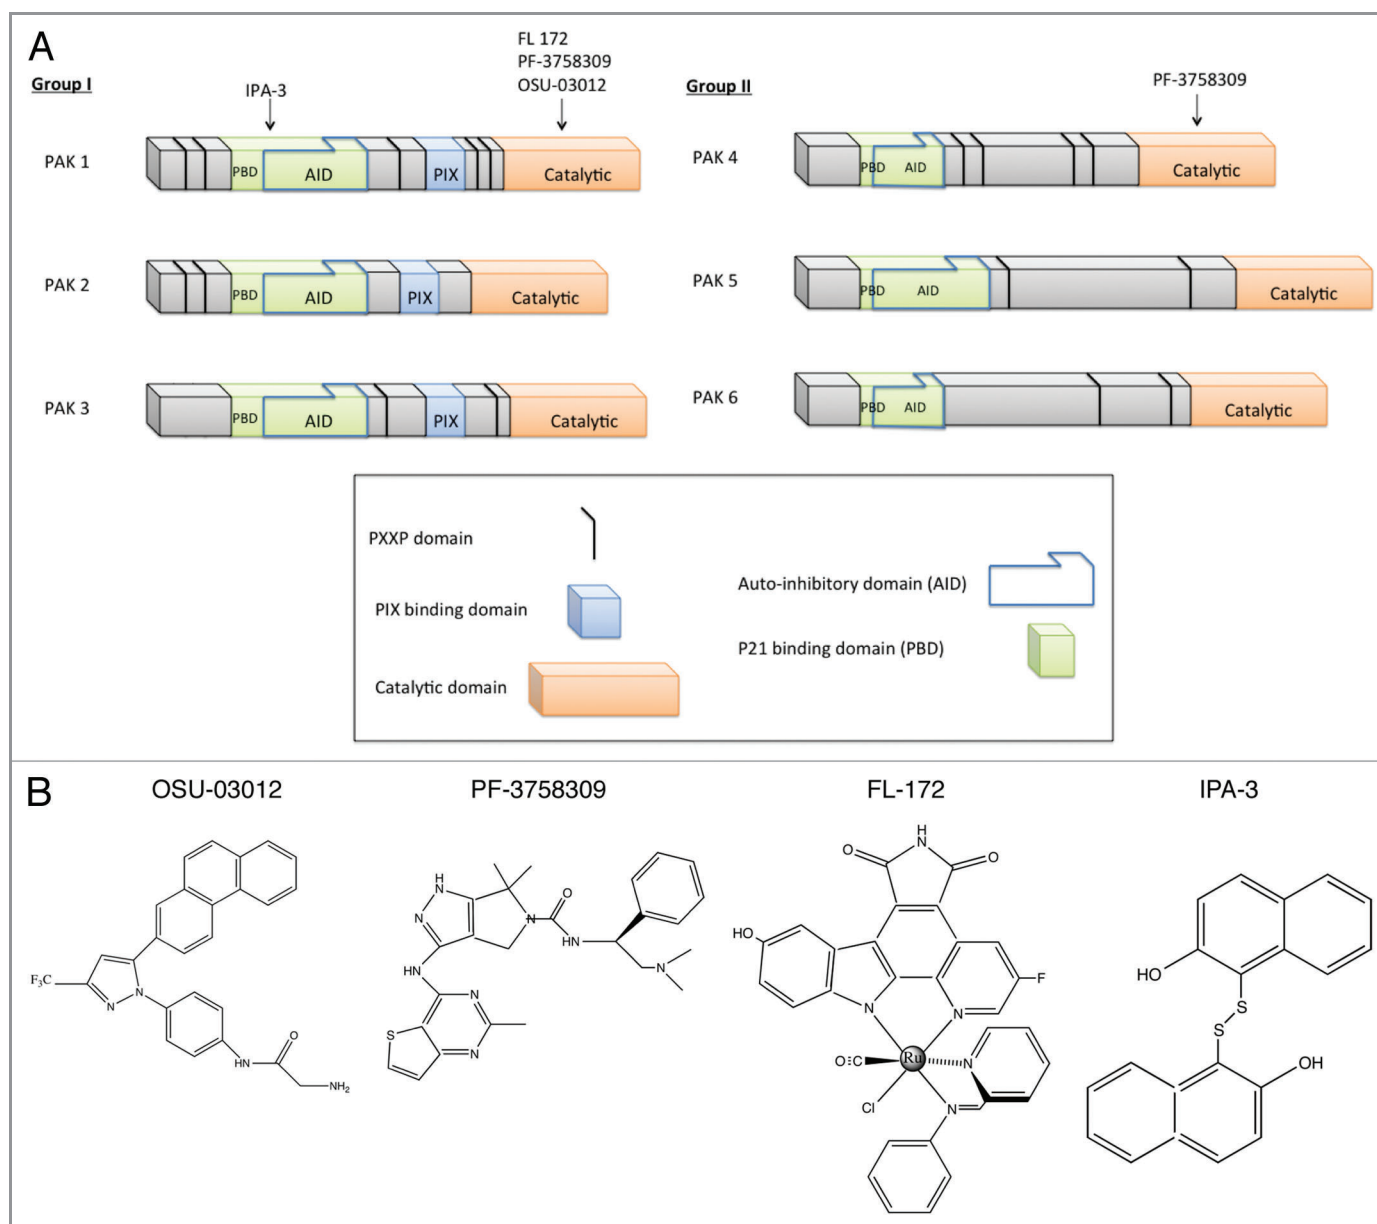 A
Group I
IPA-3
FL 172
PF-3758309
OSU-03012
PAK 1
PBD
AID
PIX
Catalytic
PAK 2
PBD
AID
PIX
Catalytic
PAK 3
PBD
AID
PIX
Catalytic
Group II
PF-3758309
PAK 4
PBD
AID
Catalytic
PAK 5
PBD
AID
Catalytic
PAK 6
PBD
AID
Catalytic
PXXP domain
PIX binding domain
Catalytic domain
Auto-inhibitory domain (AID)
P21 binding domain (PBD)
B
OSU-03012
F₃C
N
N
HN
O
NH₂
PF-3758309
H
N
N
N
O
HN
N
HN
N
N
S
FL-172
H
N
O
O
HO
F
N
N
O
C
Ru
N
Cl
N
IPA-3
HO
S
S
OH